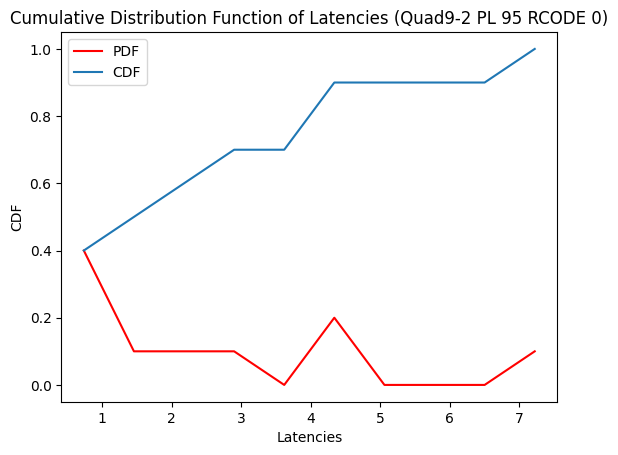 Cumulative Distribution Function of Latencies (Quad9-2 PL 95 RCODE 0)
PDF
CDF
CDF
1.0
0.8
0.6
0.4
0.2
0.0
1 2 3 4 5 6 7
Latencies